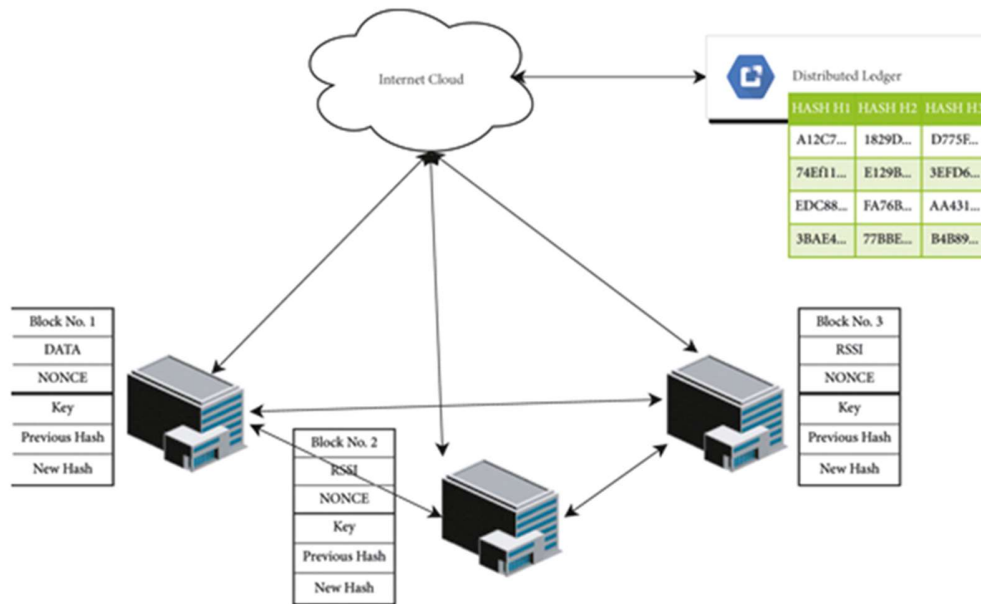 Internet Cloud
Distributed Ledger
HASH H1 HASH H2 HASH H3
A12C7... 1829D... D775F...
74Ef11... E129B... 3EFD6...
EDC88... FA76B... AA431...
3BAE4... 77BBE... B4B89...
Block No. 1
DATA
NONCE
Key
Previous Hash
New Hash
Block No. 2
RSSI
NONCE
Key
Previous Hash
New Hash
Block No. 3
RSSI
NONCE
Key
Previous Hash
New Hash